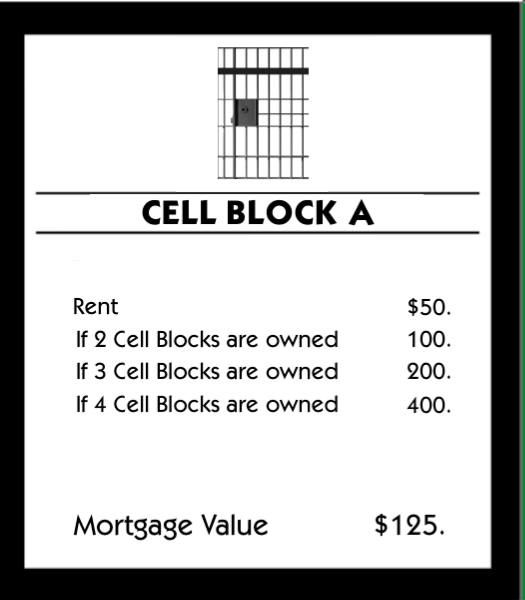 CELL BLOCK A
Rent $50.
If 2 Cell Blocks are owned 100.
If 3 Cell Blocks are owned 200.
If 4 Cell Blocks are owned 400.
Mortgage Value $125.